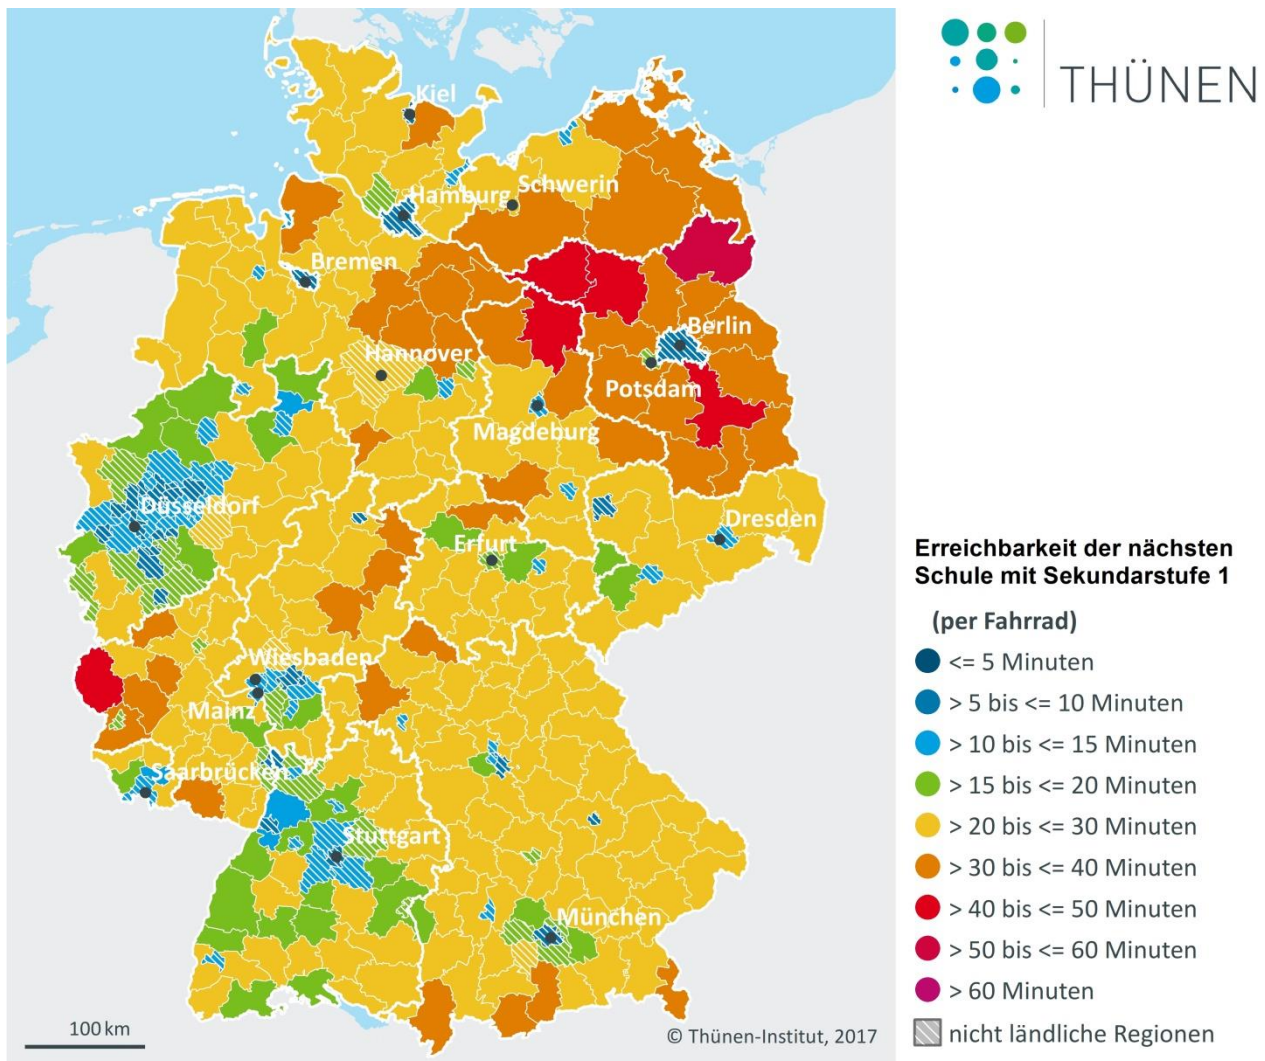 THÜNEN
Kiel
Schwerin
Hamburg
Bremen
Berlin
Hannover
Potsdam
Magdeburg
Düsseldorf
Dresden
Erfurt
Wiesbaden
Mainz
Saarbrücken
Stuttgart
München
100 km
© Thünen-Institut, 2017
Erreichbarkeit der nächsten
Schule mit Sekundarstufe 1
(per Fahrrad)
<= 5 Minuten
> 5 bis <= 10 Minuten
> 10 bis <= 15 Minuten
> 15 bis <= 20 Minuten
> 20 bis <= 30 Minuten
> 30 bis <= 40 Minuten
> 40 bis <= 50 Minuten
> 50 bis <= 60 Minuten
> 60 Minuten
nicht ländliche Regionen